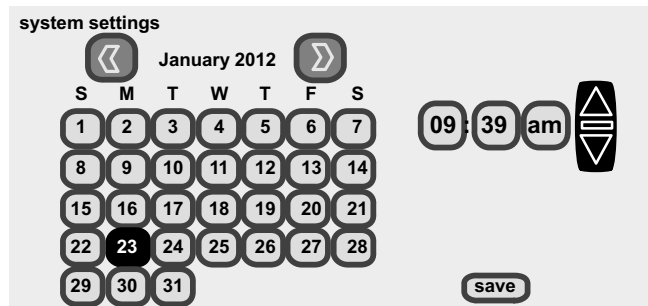 system settings
January 2012
S M T W T F S
1 2 3 4 5 6 7
09 : 39 am
8 9 10 11 12 13 14
15 16 17 18 19 20 21
22 23 24 25 26 27 28
29 30 31
save